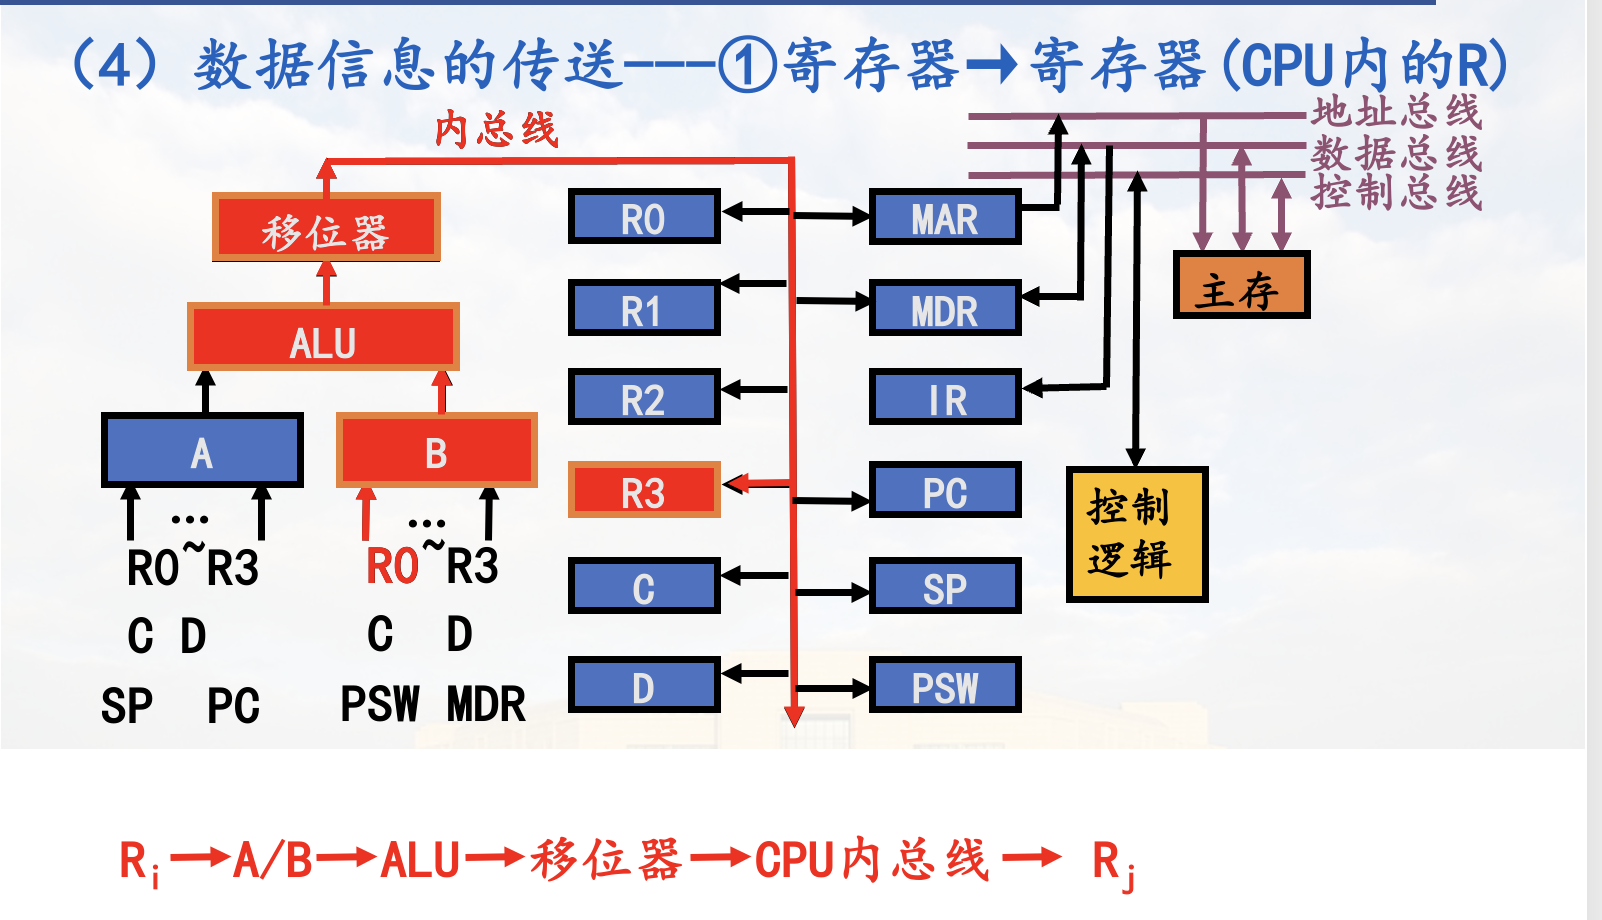 （4）数据信息的传送---①寄存器→寄存器(CPU内的R)
内总线
地址总线
数据总线
控制总线
移位器
R0
MAR
主存
ALU
R1
MDR
R2
IR
A
B
R3
PC
控制
逻辑
... ...
R0~R3 R0~R3
C
SP
C D C D
SP PC PSW MDR
D
PSW
Ri→A/B→ALU→移位器→CPU内总线→ Rj